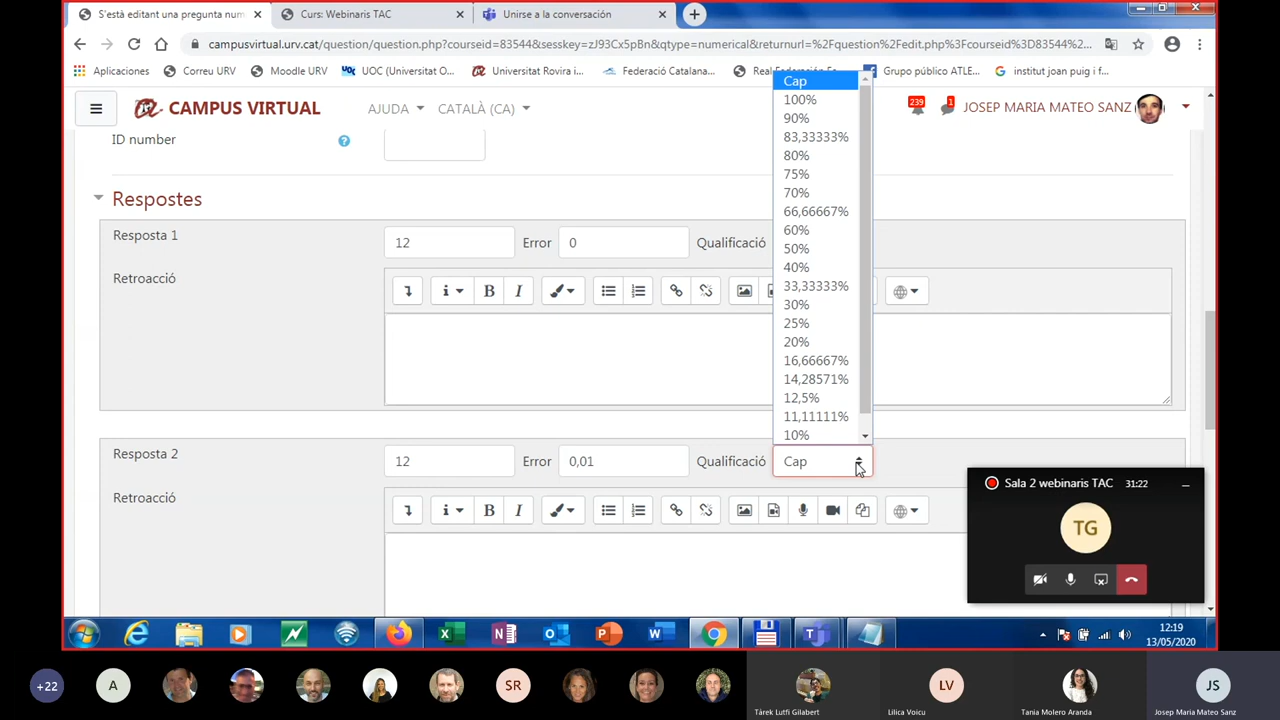 S'està editant una pregunta num
Curs: Webinaris TAC
Unirse a la conversación
campusvirtual.urv.cat/question/question.php?courseid=83544&sesskey=zJ93Cx5pBn&qtype=numerical&returnurl=%2Fquestion%2Fedit.php%3Fcourseid%3D83544%2...
Aplicaciones
Correu URV
Moodle URV
UOC (Universitat O...
Universitat Rovira i...
Federació Catalana...
Real Federación Es...
Grupo público ATLE...
institut joan puig i f...
CAMPUS VIRTUAL
AJUDA
CATALÀ (CA)
239
1
JOSEP MARIA MATEO SANZ
ID number
Respostes
Resposta 1
12
Error
0
Qualificació
Retroacció
Cap
100%
90%
83,33333%
80%
75%
70%
66,66667%
60%
50%
40%
33,33333%
30%
25%
20%
16,66667%
14,28571%
12,5%
11,11111%
10%
Resposta 2
12
Error
0,01
Qualificació
Cap
Retroacció
Sala 2 webinaris TAC
31:22
TG
12:19
13/05/2020
+22
A
SR
LV
JS
Tárek Lutfi Gilabert
Lilica Voicu
Tania Molero Aranda
Josep Maria Mateo Sanz